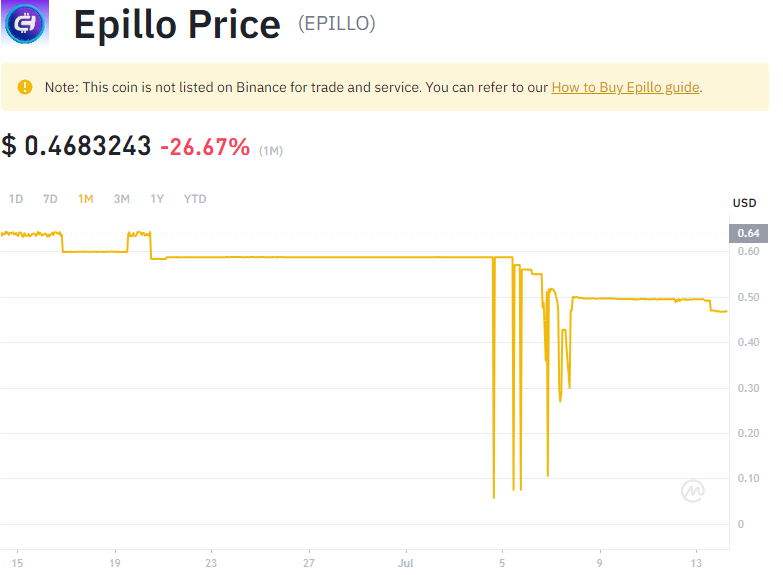 Epillo Price (EPILLO)
Note: This coin is not listed on Binance for trade and service. You can refer to our How to Buy Epillo guide.
$ 0.4683243 -26.67% (1M)
1D 7D 1M 3M 1Y YTD
USD
0.64
0.60
0.50
0.40
0.30
0.20
0.10
0
15 19 23 27 Jul 5 9 13